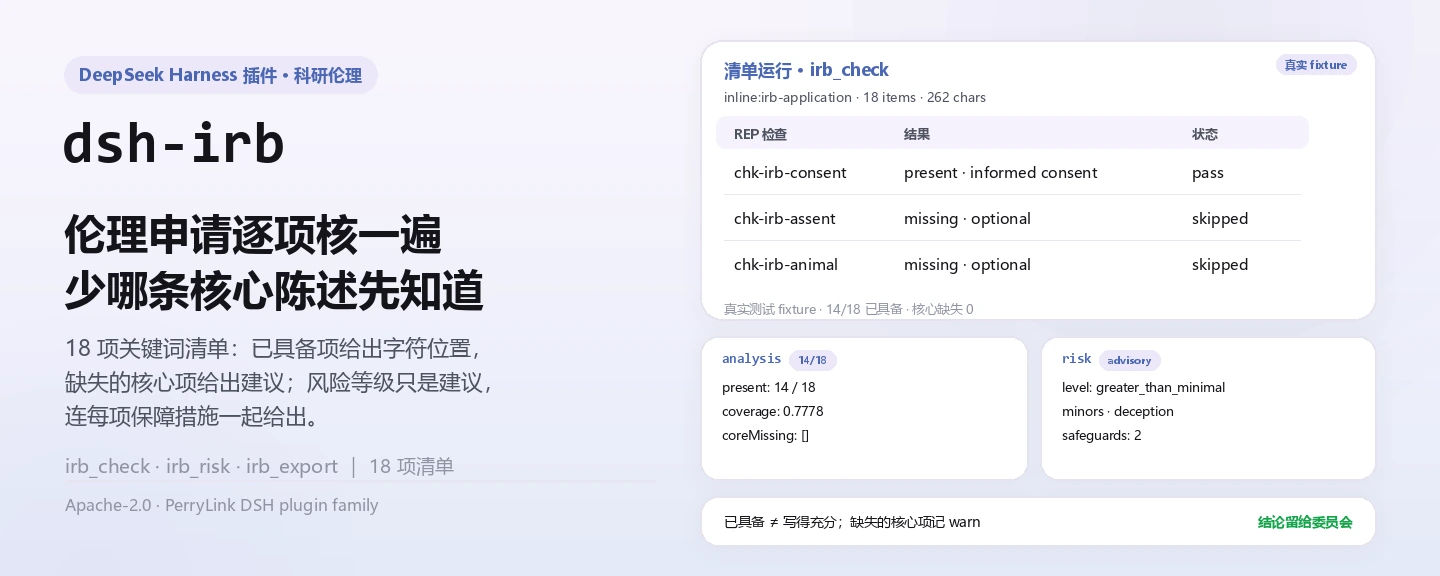 DeepSeek Harness 插件 • 科研伦理
dsh-irb
伦理申请逐项核一遍
少哪条核心陈述先知道
18 项关键词清单：已具备项给出字符位置，
缺失的核心项给出建议；风险等级只是建议，
连每项保障措施一起给出。
irb_check · irb_risk · irb_export | 18 项清单
Apache-2.0 · PerryLink DSH plugin family
清单运行 • irb_check
真实 fixture
inline:irb-application · 18 items · 262 chars
REP 检查 结果 状态
chk-irb-consent present · informed consent pass
chk-irb-assent missing · optional skipped
chk-irb-animal missing · optional skipped
真实测试 fixture · 14/18 已具备 · 核心缺失 0
analysis 14/18
present: 14 / 18
coverage: 0.7778
coreMissing: []
risk advisory
level: greater_than_minimal
minors · deception
safeguards: 2
已具备 ≠ 写得充分；缺失的核心项记 warn
结论留给委员会